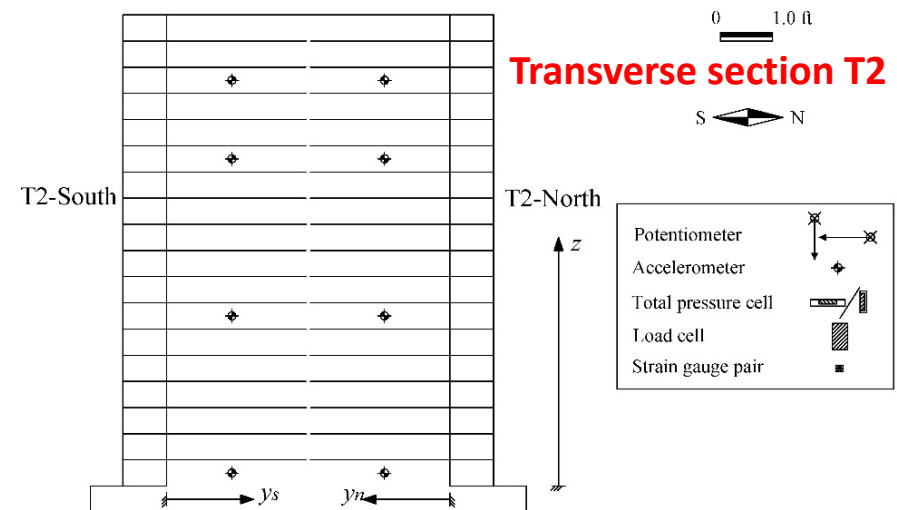 0 1.0 ft
Transverse section T2
S N
T2-South
T2-North
z
Potentiometer
Accelerometer
Total pressure cell
Load cell
Strain gauge pair
ys yn